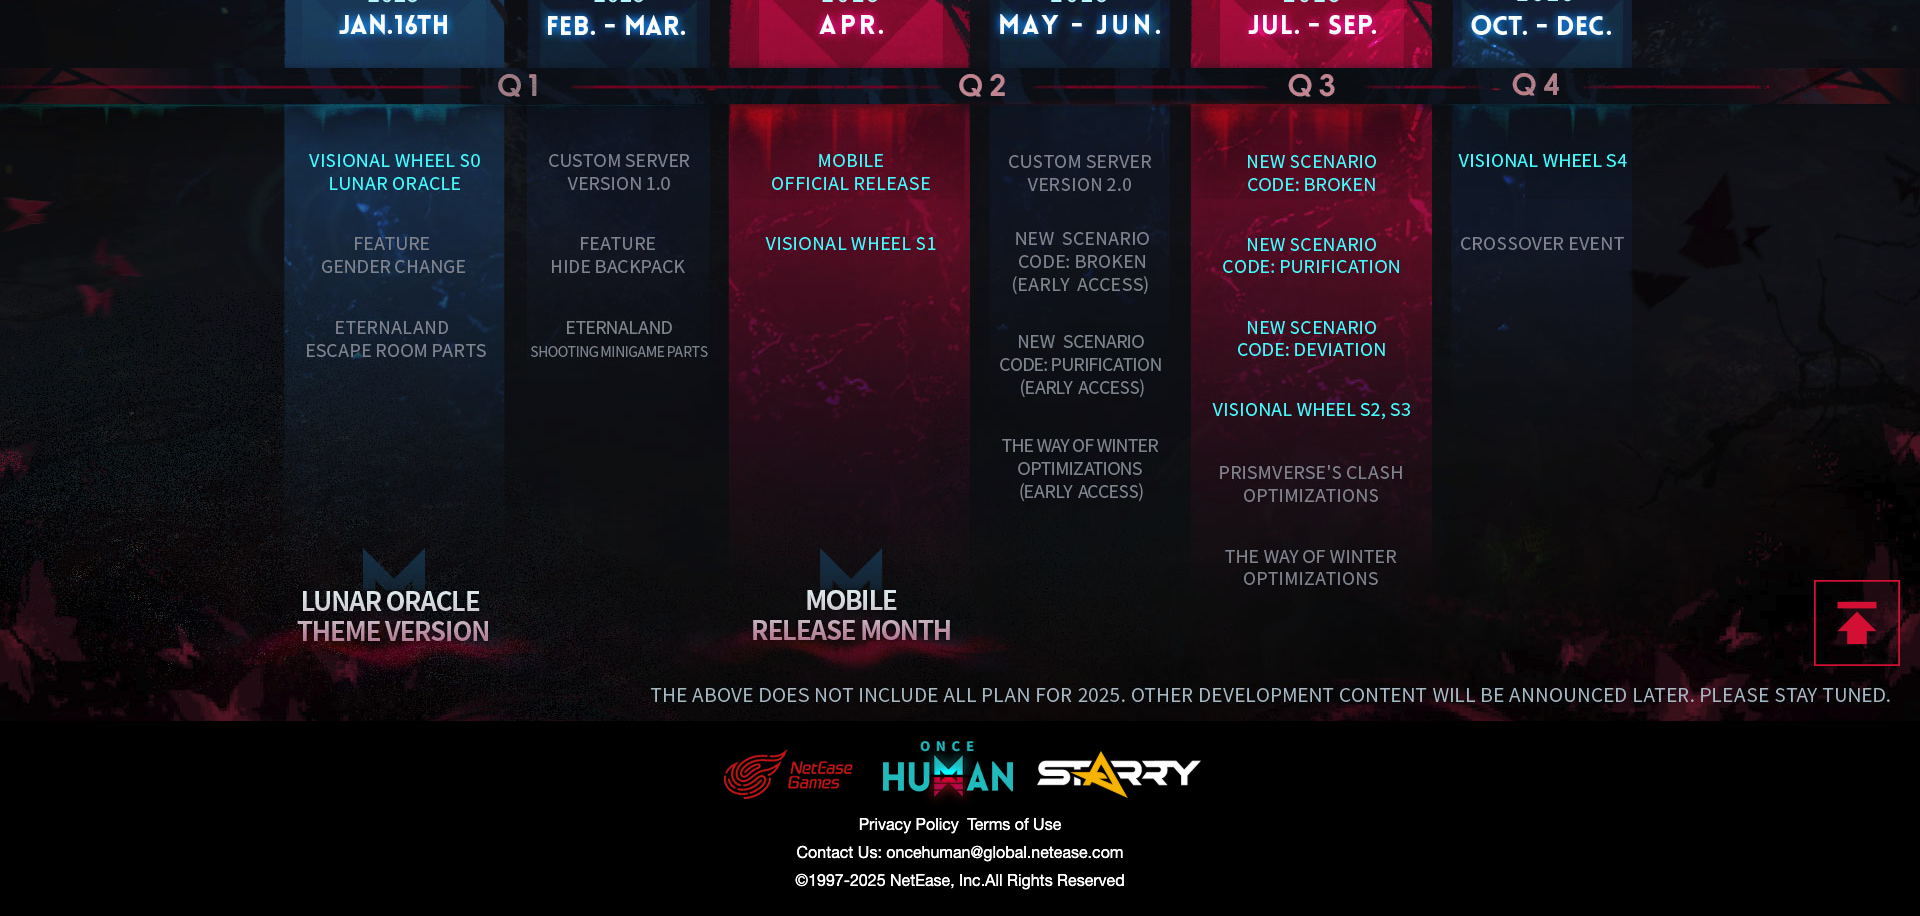 JAN.16TH
FEB. - MAR.
APR.
MAY - JUN.
JUL. - SEP.
OCT. - DEC.
Q1
Q2
Q3
Q4
VISIONAL WHEEL S0
LUNAR ORACLE
FEATURE
GENDER CHANGE
ETERNALAND
ESCAPE ROOM PARTS
LUNAR ORACLE
THEME VERSION
CUSTOM SERVER
VERSION 1.0
FEATURE
HIDE BACKPACK
ETERNALAND
SHOOTING MINIGAME PARTS
MOBILE
OFFICIAL RELEASE
VISIONAL WHEEL S1
MOBILE
RELEASE MONTH
CUSTOM SERVER
VERSION 2.0
NEW SCENARIO
CODE: BROKEN
(EARLY ACCESS)
NEW SCENARIO
CODE: PURIFICATION
(EARLY ACCESS)
THE WAY OF WINTER
OPTIMIZATIONS
(EARLY ACCESS)
NEW SCENARIO
CODE: BROKEN
NEW SCENARIO
CODE: PURIFICATION
NEW SCENARIO
CODE: DEVIATION
VISIONAL WHEEL S2, S3
PRISMVERSE'S CLASH
OPTIMIZATIONS
THE WAY OF WINTER
OPTIMIZATIONS
VISIONAL WHEEL S4
CROSSOVER EVENT
THE ABOVE DOES NOT INCLUDE ALL PLAN FOR 2025. OTHER DEVELOPMENT CONTENT WILL BE ANNOUNCED LATER. PLEASE STAY TUNED.
NetEase
Games
ONCE
HUMAN
STARRY
Privacy Policy Terms of Use
Contact Us: oncehuman@global.netease.com
©1997-2025 NetEase, Inc.All Rights Reserved